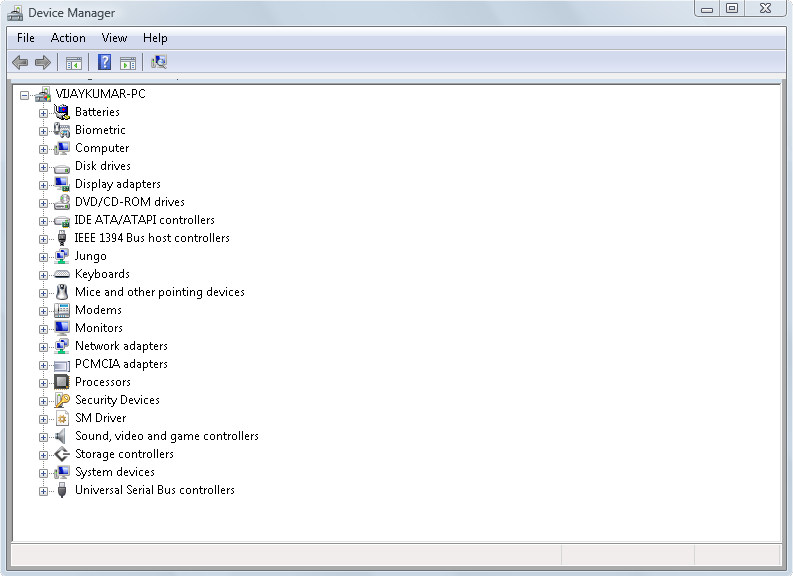 Device Manager
File Action View Help
VIJAYKUMAR-PC
Batteries
Biometric
Computer
Disk drives
Display adapters
DVD/CD-ROM drives
IDE ATA/ATAPI controllers
IEEE 1394 Bus host controllers
Jungo
Keyboards
Mice and other pointing devices
Modems
Monitors
Network adapters
PCMCIA adapters
Processors
Security Devices
SM Driver
Sound, video and game controllers
Storage controllers
System devices
Universal Serial Bus controllers